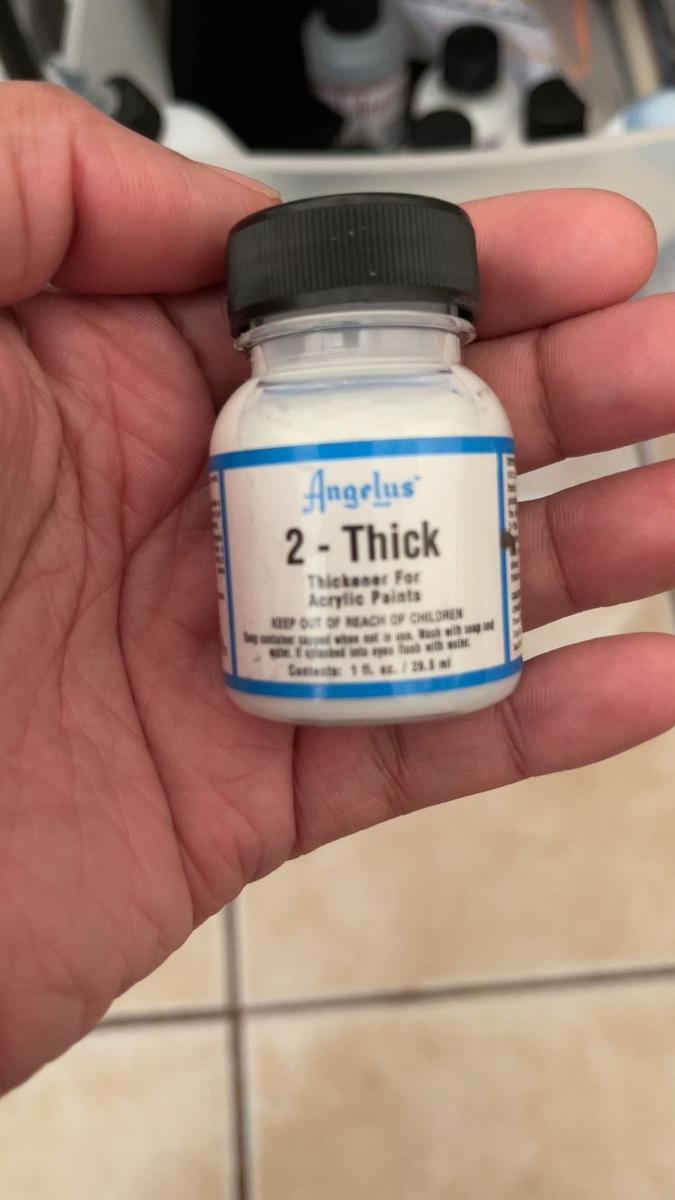 Angelus™
2 - Thick
Thickener For
Acrylic Paints
KEEP OUT OF REACH OF CHILDREN
Keep container capped when not in use. Wash with soap and
water. If splashed into eyes flush with water.
Contents: 1 fl. oz. / 29.5 ml